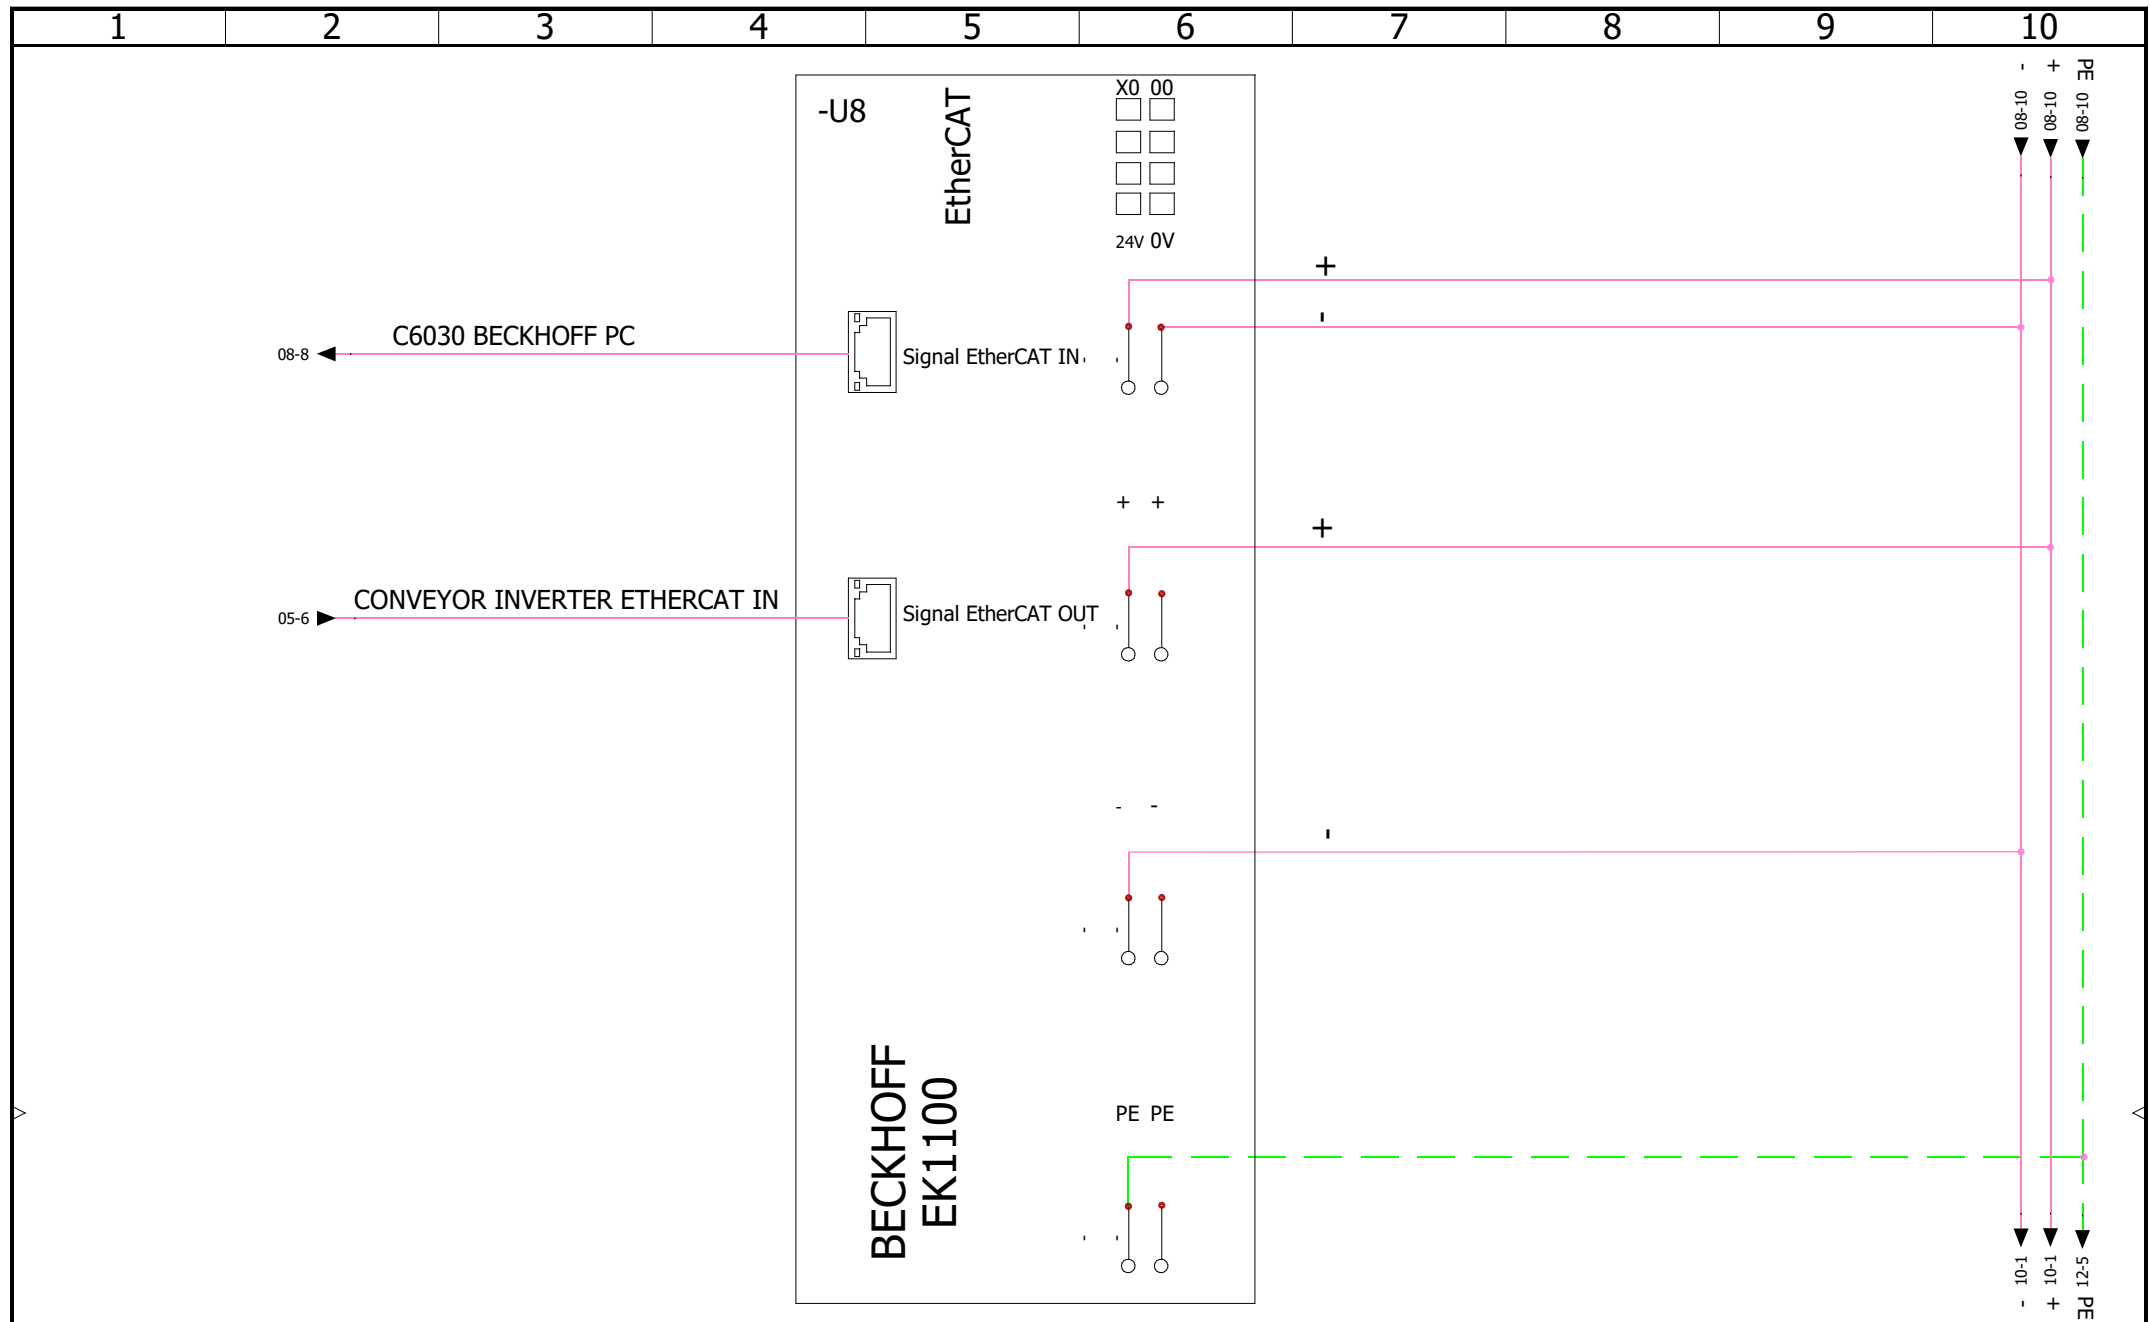 1 2 3 4 5 6 7 8 9 10
-U8
EtherCAT
X0 00
24V 0V
- 08-10
+ 08-10
PE 08-10
+
-
C6030 BECKHOFF PC
08-8
Signal EtherCAT IN
- -
+ +
+
CONVEYOR INVERTER ETHERCAT IN
05-6
Signal EtherCAT OUT
- -
- -
-
- -
BECKHOFF
EK1100
PE PE
- -
- 10-1
+ 10-1
PE 12-5